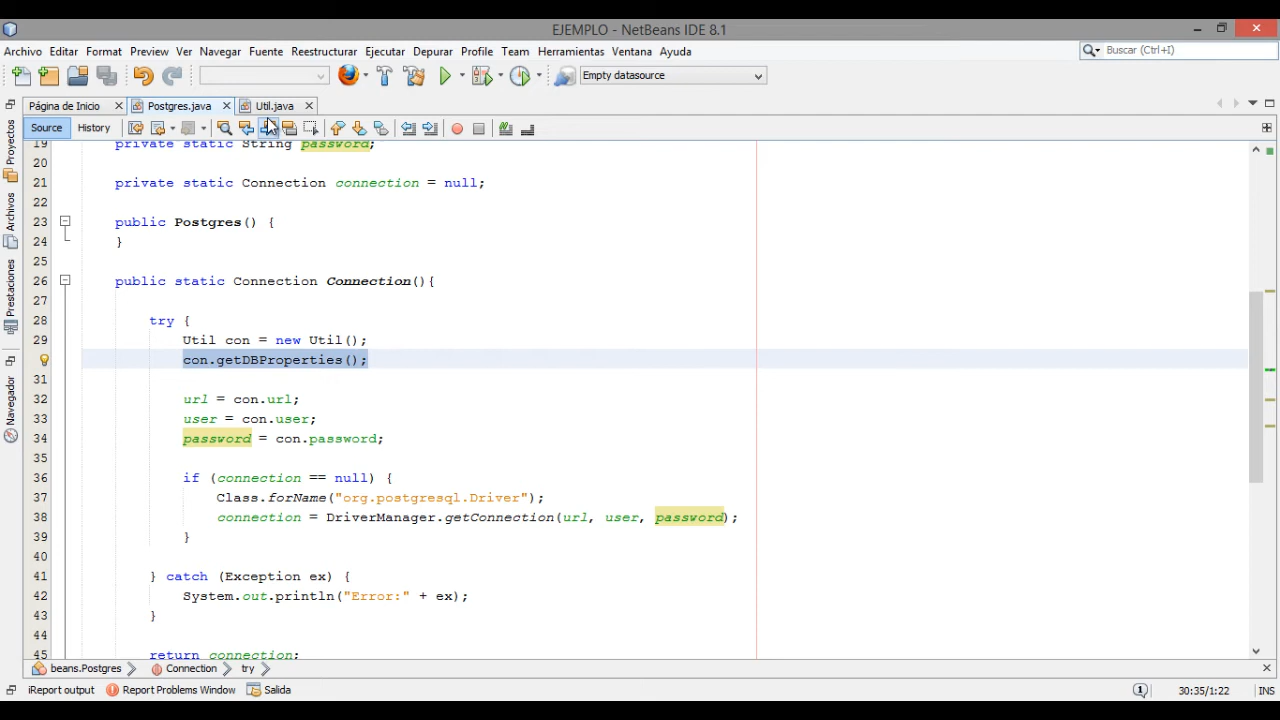 EJEMPLO - NetBeans IDE 8.1
Archivo Editar Format Preview Ver Navegar Fuente Reestructurar Ejecutar Depurar Profile Team Herramientas Ventana Ayuda
Buscar (Ctrl+I)
Empty datasource
Página de Inicio Postgres.java Util.java
Source History
Proyectos
Archivos
Prestaciones
Navegador
19 private static String password;
20
21 private static Connection connection = null;
22
23 public Postgres() {
24 }
25
26 public static Connection Connection(){
27
28 try {
29 Util con = new Util();
con.getDBProperties();
31
32 url = con.url;
33 user = con.user;
34 password = con.password;
35
36 if (connection == null) {
37 Class.forName("org.postgresql.Driver");
38 connection = DriverManager.getConnection(url, user, password);
39 }
40
41 } catch (Exception ex) {
42 System.out.println("Error:" + ex);
43 }
44
45 return connection;
beans.Postgres Connection try
iReport output Report Problems Window Salida
1 30:35/1:22 INS